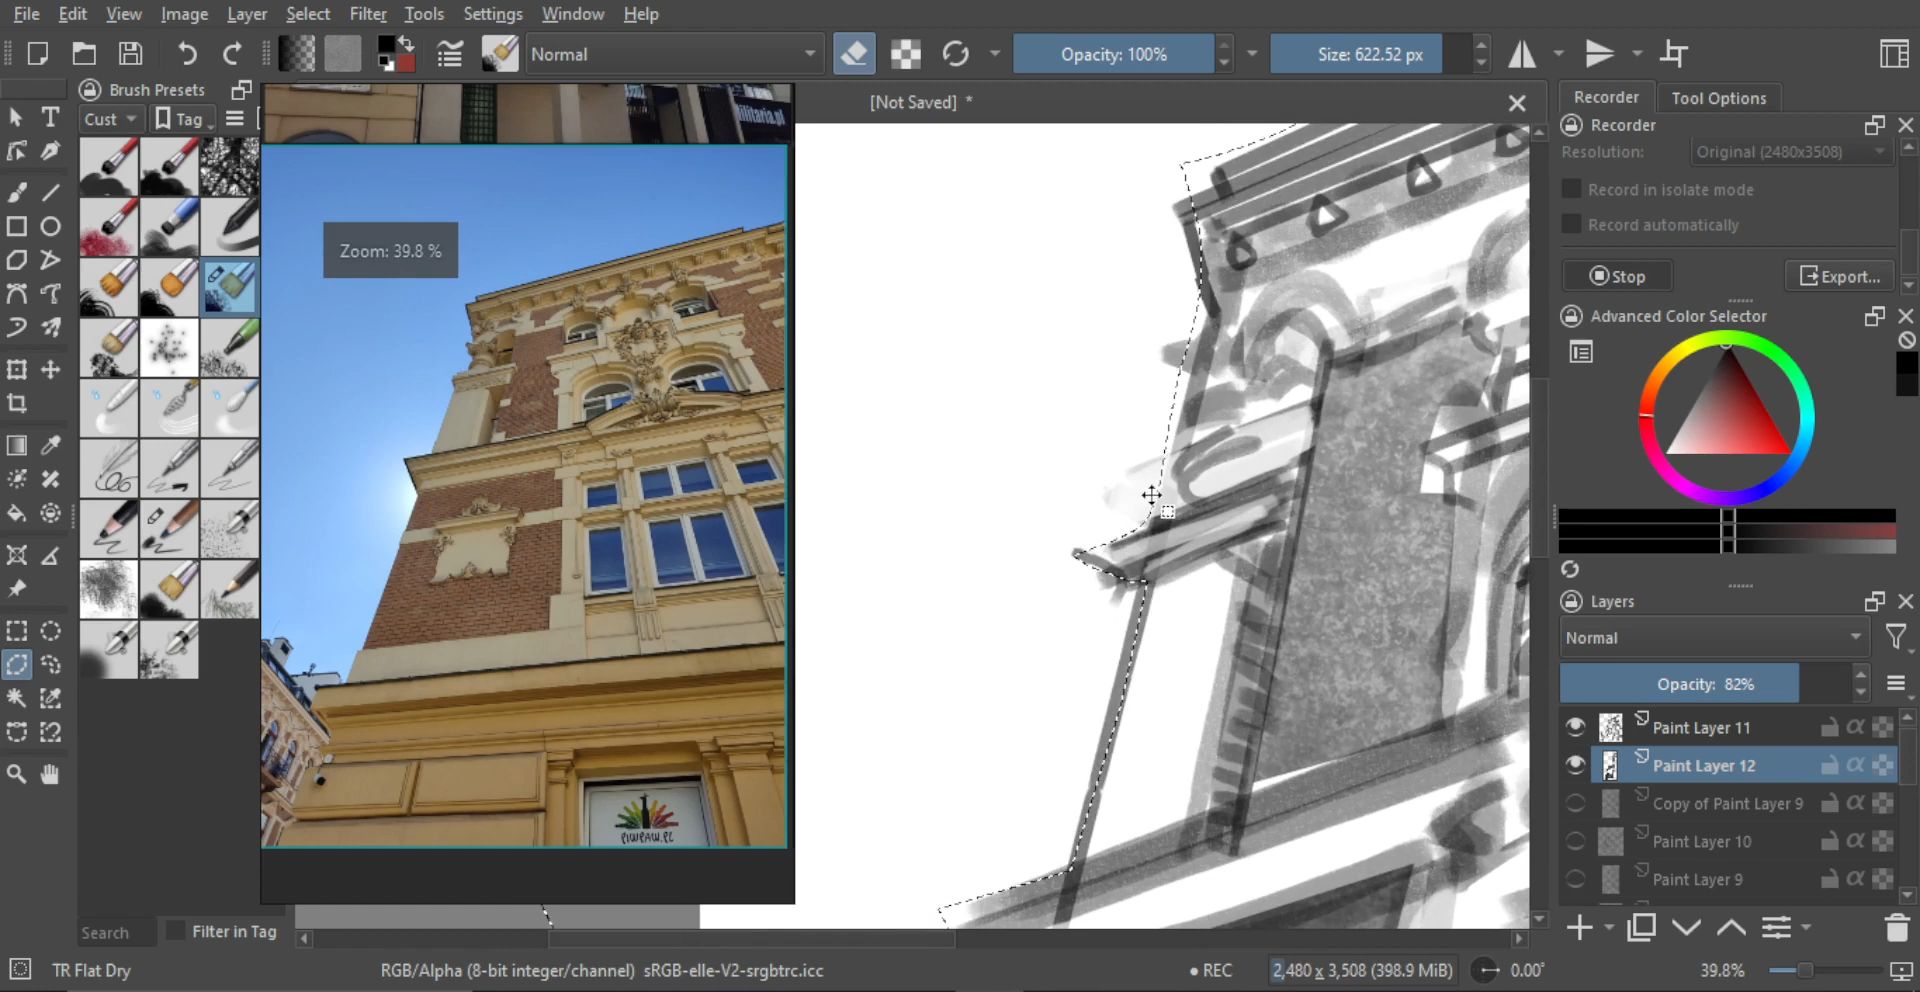 File Edit View Image Layer Select Filter Tools Settings Window Help
Normal
Opacity: 100%
Size: 622.52 px
Brush Presets
Cust
Tag
[Not Saved] *
Recorder
Tool Options
Recorder
Resolution: Original (2480x3508)
Record in isolate mode
Record automatically
Stop
Export...
Advanced Color Selector
Zoom: 39.8 %
Layers
Normal
Opacity: 82%
Paint Layer 11
Paint Layer 12
Copy of Paint Layer 9
Paint Layer 10
Paint Layer 9
Search
Filter in Tag
TR Flat Dry
RGB/Alpha (8-bit integer/channel) sRGB-elle-V2-srgbtrc.icc
REC
2,480 x 3,508 (398.9 MiB)
0.00°
39.8%